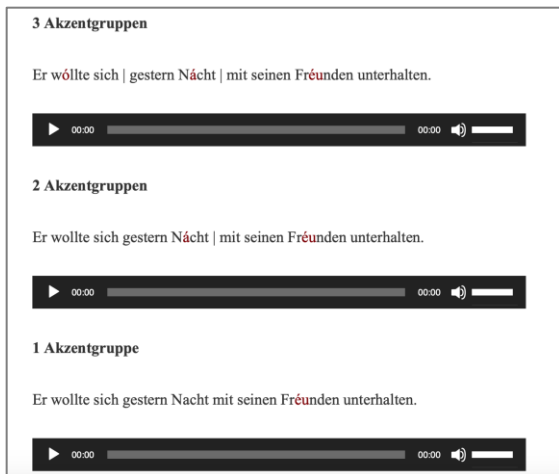 3 Akzentgruppen
Er wóllte sich | gestern Nácht | mit seinen Fréunden unterhalten.
00:00 00:00
2 Akzentgruppen
Er wollte sich gestern Nácht | mit seinen Fréunden unterhalten.
00:00 00:00
1 Akzentgruppe
Er wollte sich gestern Nacht mit seinen Fréunden unterhalten.
00:00 00:00